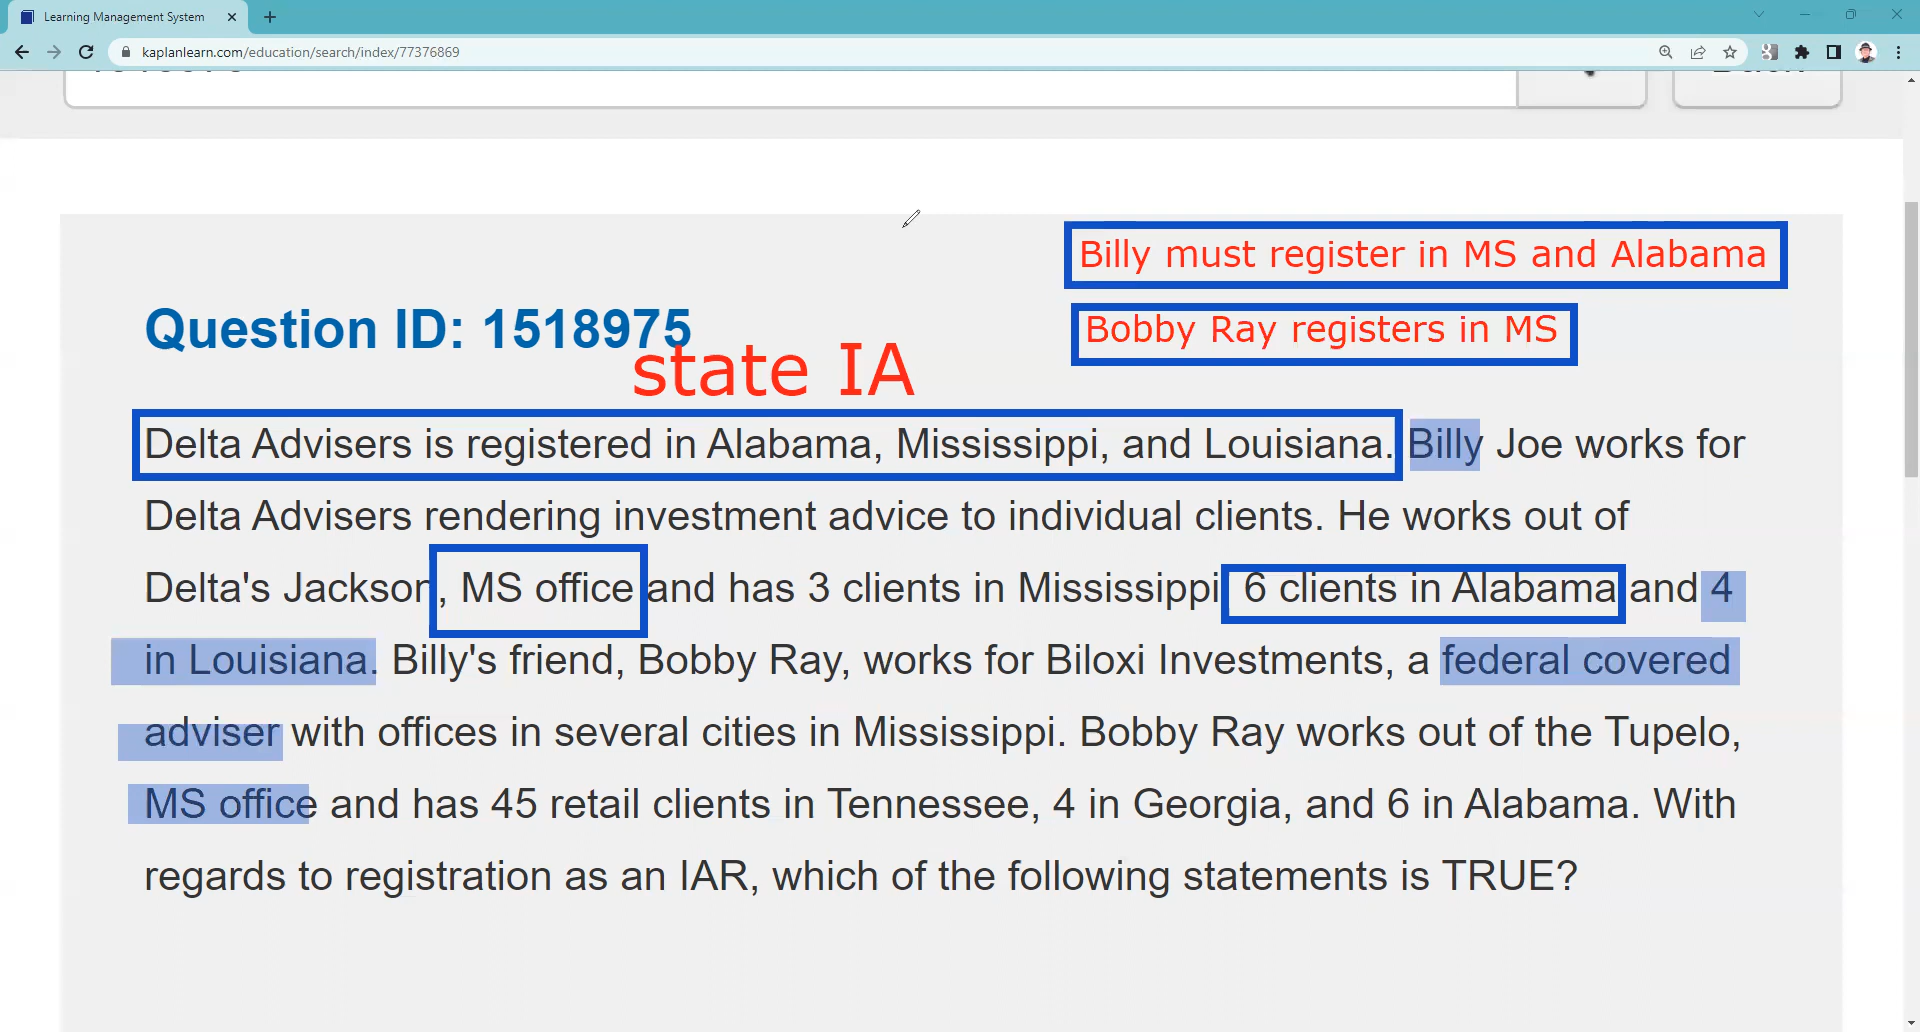 Learning Management System
kaplanlearn.com/education/search/index/77376869
Billy must register in MS and Alabama
Bobby Ray registers in MS
Question ID: 1518975
state IA
Delta Advisers is registered in Alabama, Mississippi, and Louisiana. Billy Joe works for
Delta Advisers rendering investment advice to individual clients. He works out of
Delta's Jackson, MS office and has 3 clients in Mississippi 6 clients in Alabama and 4
in Louisiana. Billy's friend, Bobby Ray, works for Biloxi Investments, a federal covered
adviser with offices in several cities in Mississippi. Bobby Ray works out of the Tupelo,
MS office and has 45 retail clients in Tennessee, 4 in Georgia, and 6 in Alabama. With
regards to registration as an IAR, which of the following statements is TRUE?